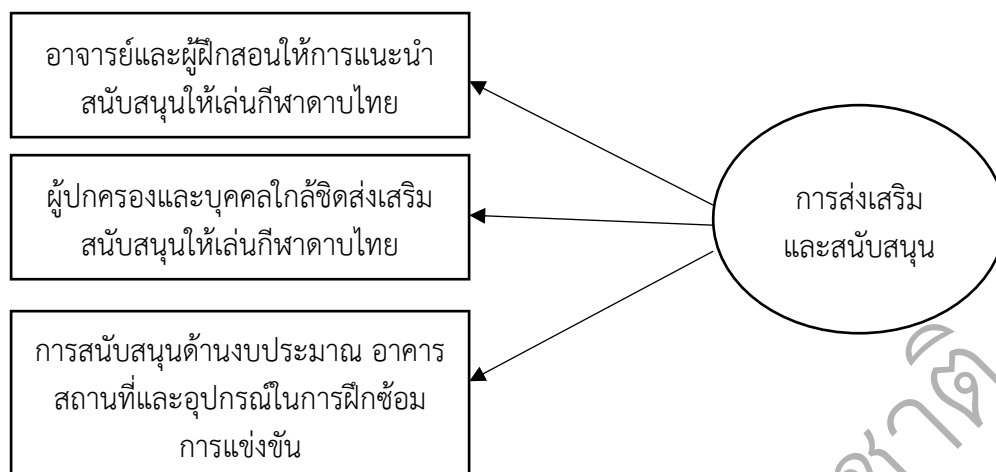 อาจารย์และผู้ฝึกสอนให้การแนะนำ
สนับสนุนให้เล่นกีฬาดาบไทย
ผู้ปกครองและบุคคลใกล้ชิดส่งเสริม
สนับสนุนให้เล่นกีฬาดาบไทย
การสนับสนุนด้านงบประมาณ อาคาร
สถานที่และอุปกรณ์ในการฝึกซ้อม
การแข่งขัน
การส่งเสริม
และสนับสนุน